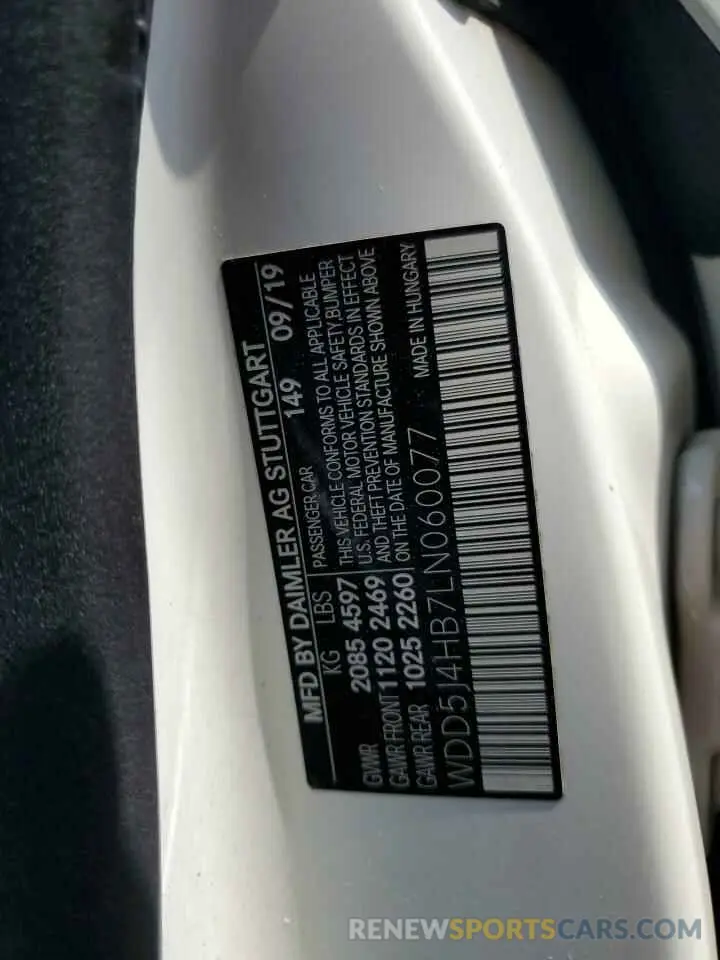 MFD BY DAIMLER AG STUTTGART
149 09/19
KG LBS
GWR 2085 4597
GAWR FRONT 1120 2469
GAWR REAR 1025 2260
PASSENGER CAR
THIS VEHICLE CONFORMS TO ALL APPLICABLE
U.S. FEDERAL MOTOR VEHICLE SAFETY,BUMPER
AND THEFT PREVENTION STANDARDS IN EFFECT
ON THE DATE OF MANUFACTURE SHOWN ABOVE
WDD5J4HB7LN060077 MADE IN HUNGARY
RENEWSPORTSCARS.COM